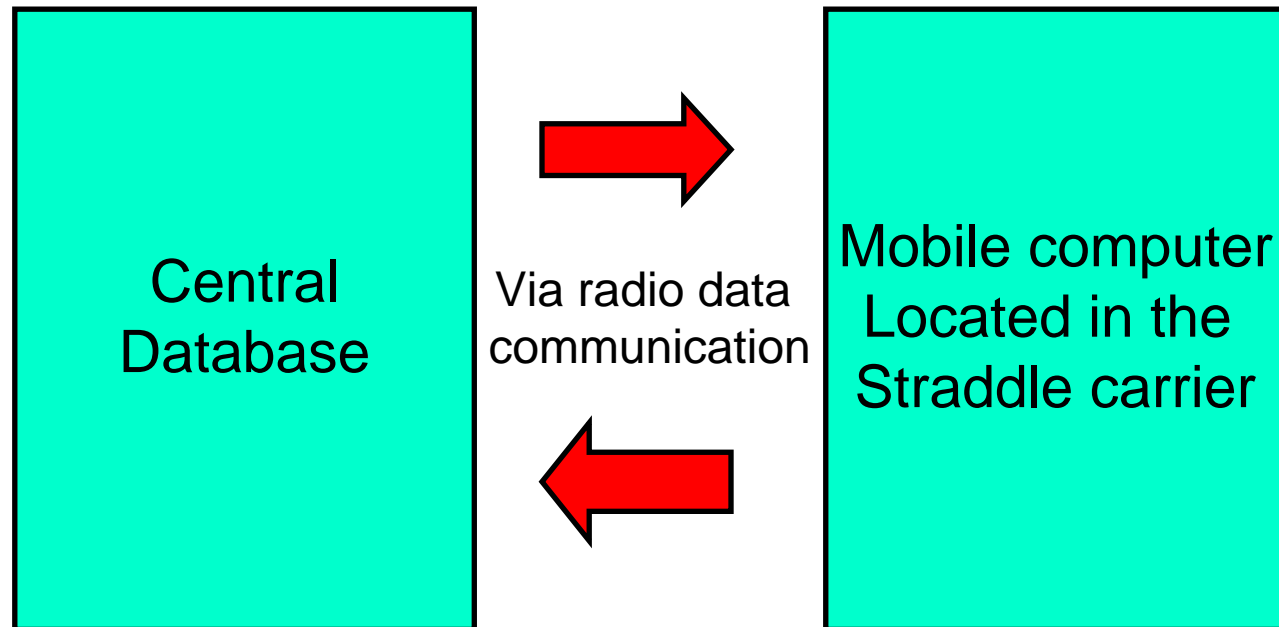 Central
Database
Via radio data
communication
Mobile computer
Located in the
Straddle carrier